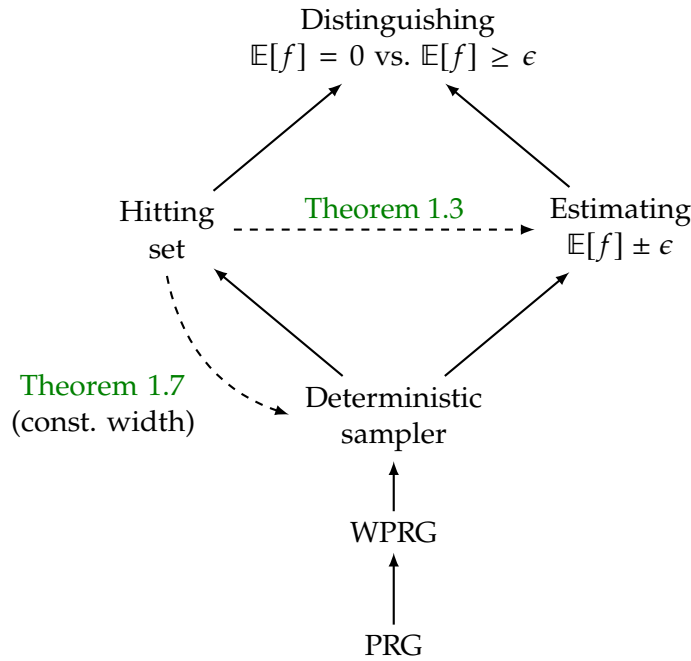 Distinguishing
𝔼[f] = 0 vs. 𝔼[f] ≥ ϵ
Hitting
set
Theorem 1.3
Estimating
𝔼[f] ± ϵ
Theorem 1.7
(const. width)
Deterministic
sampler
WPRG
PRG